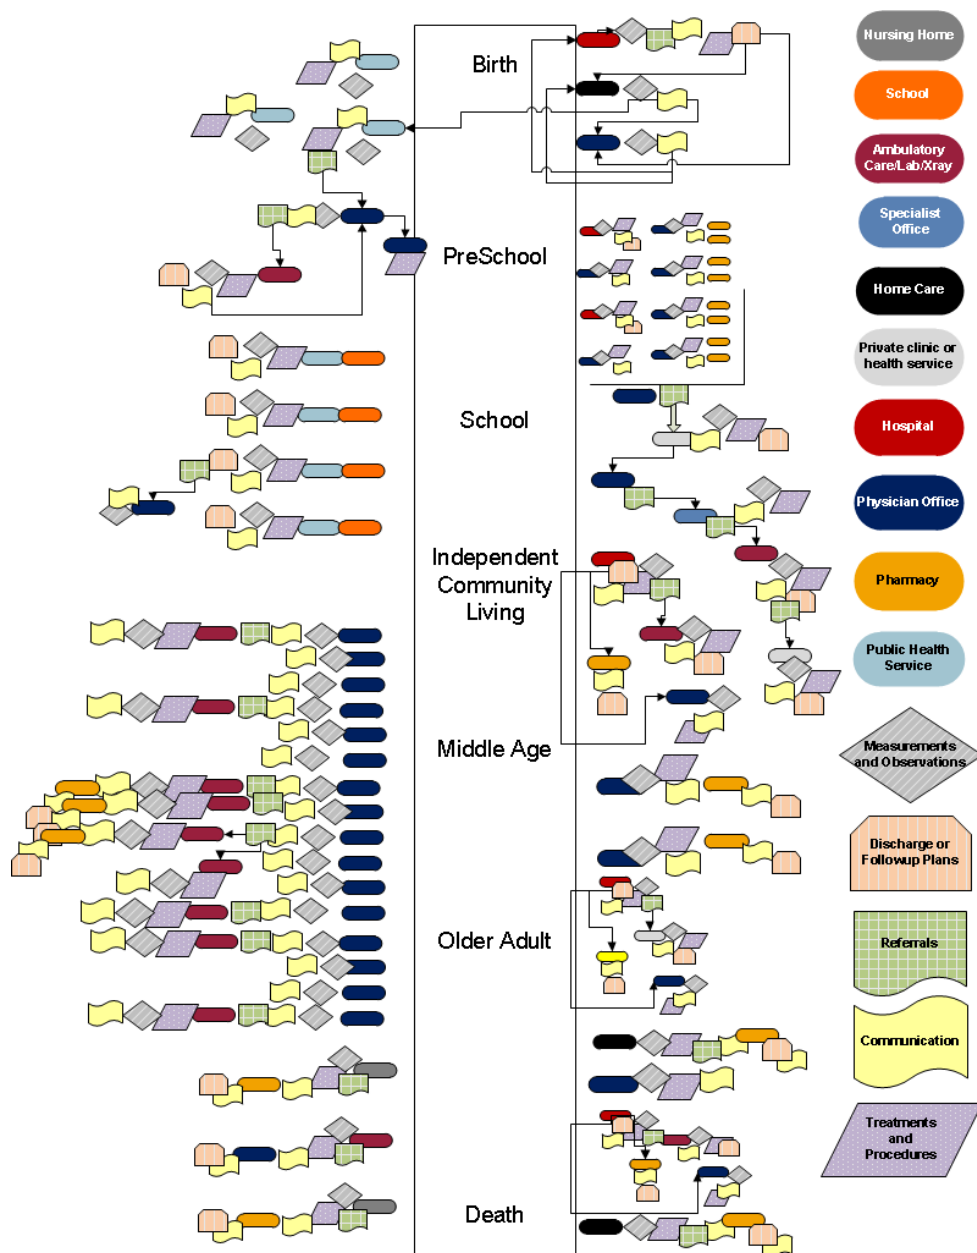 Birth
PreSchool
School
Independent
Community
Living
Middle Age
Older Adult
Death
Nursing Home
School
Ambulatory
Care/Lab/Xray
Specialist
Office
Home Care
Private clinic or
health service
Hospital
Physician Office
Pharmacy
Public Health
Service
Measurements
and Observations
Discharge or
Followup Plans
Referrals
Communication
Treatments
and
Procedures